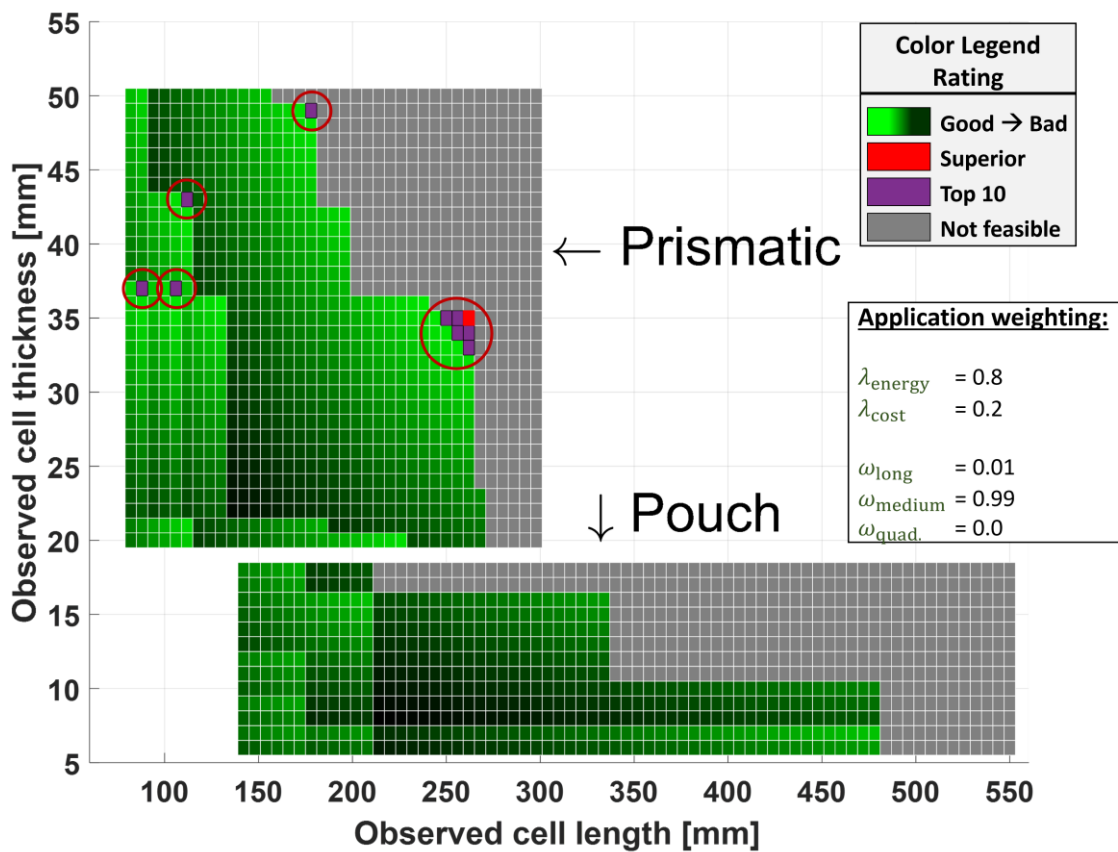 55
50
45
40
35
30
25
20
15
10
5
Observed cell thickness [mm]
100 150 200 250 300 350 400 450 500 550
Observed cell length [mm]
← Prismatic
↓ Pouch
Color Legend
Rating
Good → Bad
Superior
Top 10
Not feasible
Application weighting:
λenergy = 0.8
λcost = 0.2
ωlong = 0.01
ωmedium = 0.99
ωquad. = 0.0